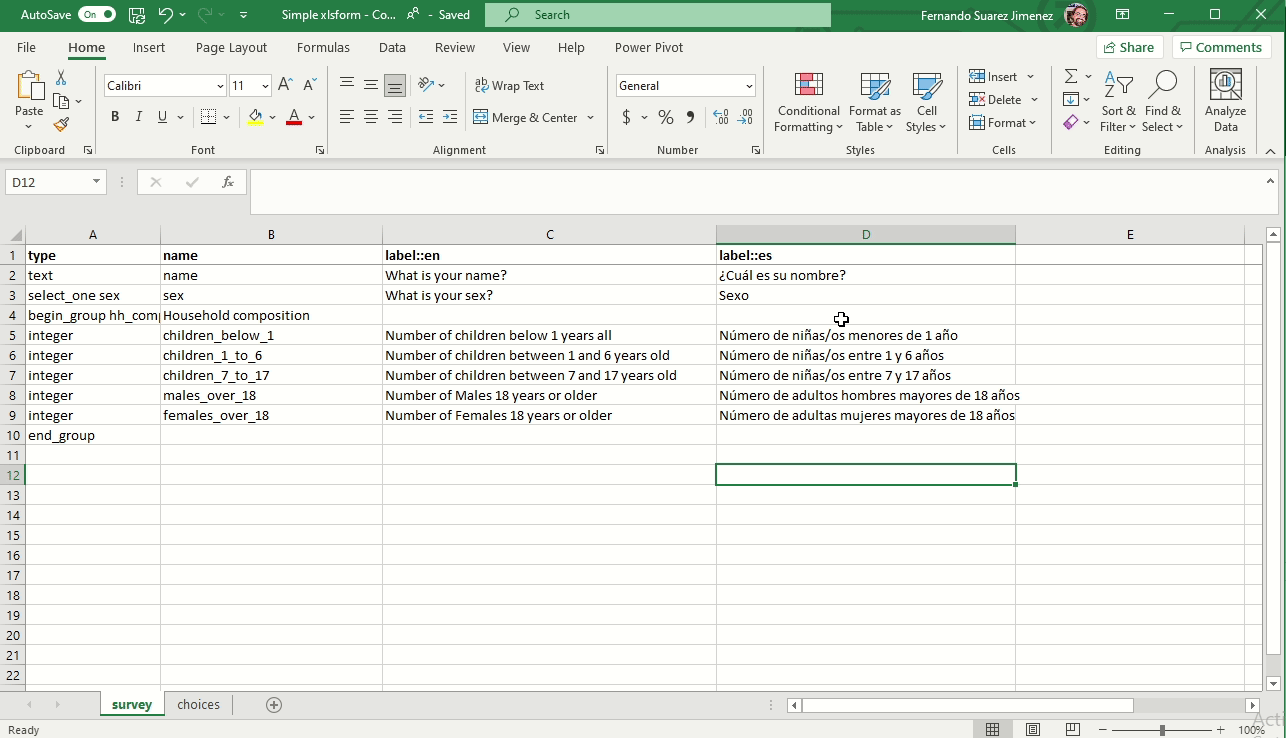 AutoSave On Simple xlsform - Co... - Saved Search Fernando Suarez Jimenez
File Home Insert Page Layout Formulas Data Review View Help Power Pivot Share Comments
Calibri 11 Wrap Text General Insert
Paste Conditional Formatting Format as Table Cell Styles Delete Sort & Filter Find & Select Analyze Data
B I U A Merge & Center $ % Format
Clipboard Font Alignment Number Styles Cells Editing Analysis
D12 fx
A B C D E
1 type name label::en label::es
2 text name What is your name? ¿Cuál es su nombre?
3 select_one sex sex What is your sex? Sexo
4 begin_group hh_comp Household composition
5 integer children_below_1 Number of children below 1 years all Número de niñas/os menores de 1 año
6 integer children_1_to_6 Number of children between 1 and 6 years old Número de niñas/os entre 1 y 6 años
7 integer children_7_to_17 Number of children between 7 and 17 years old Número de niñas/os entre 7 y 17 años
8 integer males_over_18 Number of Males 18 years or older Número de adultos hombres mayores de 18 años
9 integer females_over_18 Number of Females 18 years or older Número de adultas mujeres mayores de 18 años
10 end_group
11
12
13
14
15
16
17
18
19
20
21
22
survey choices
Ready 100%